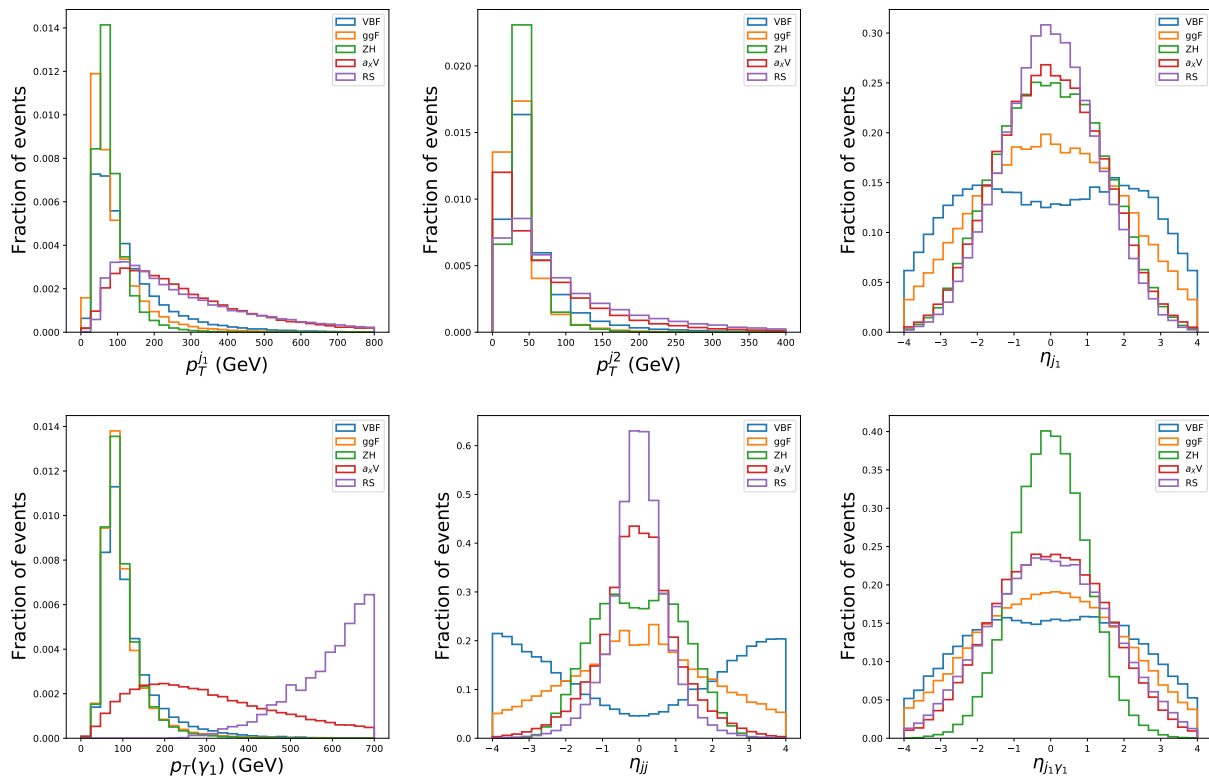 Fraction of events
0.014
0.012
0.010
0.008
0.006
0.004
0.002
0.000
0 100 200 300 400 500 600 700 800
p_T^{j_1} (GeV)
VBF
ggF
ZH
a_XV
RS
Fraction of events
0.020
0.015
0.010
0.005
0.000
0 50 100 150 200 250 300 350 400
p_T^{j2} (GeV)
VBF
ggF
ZH
a_XV
RS
Fraction of events
0.30
0.25
0.20
0.15
0.10
0.05
0.00
−4 −3 −2 −1 0 1 2 3 4
η_{j_1}
VBF
ggF
ZH
a_XV
RS
Fraction of events
0.014
0.012
0.010
0.008
0.006
0.004
0.002
0.000
0 100 200 300 400 500 600 700
p_T(γ_1) (GeV)
VBF
ggF
ZH
a_XV
RS
Fraction of events
0.6
0.5
0.4
0.3
0.2
0.1
0.0
−4 −3 −2 −1 0 1 2 3 4
η_{jj}
VBF
ggF
ZH
a_XV
RS
Fraction of events
0.40
0.35
0.30
0.25
0.20
0.15
0.10
0.05
0.00
−4 −3 −2 −1 0 1 2 3 4
η_{j_1γ_1}
VBF
ggF
ZH
a_XV
RS